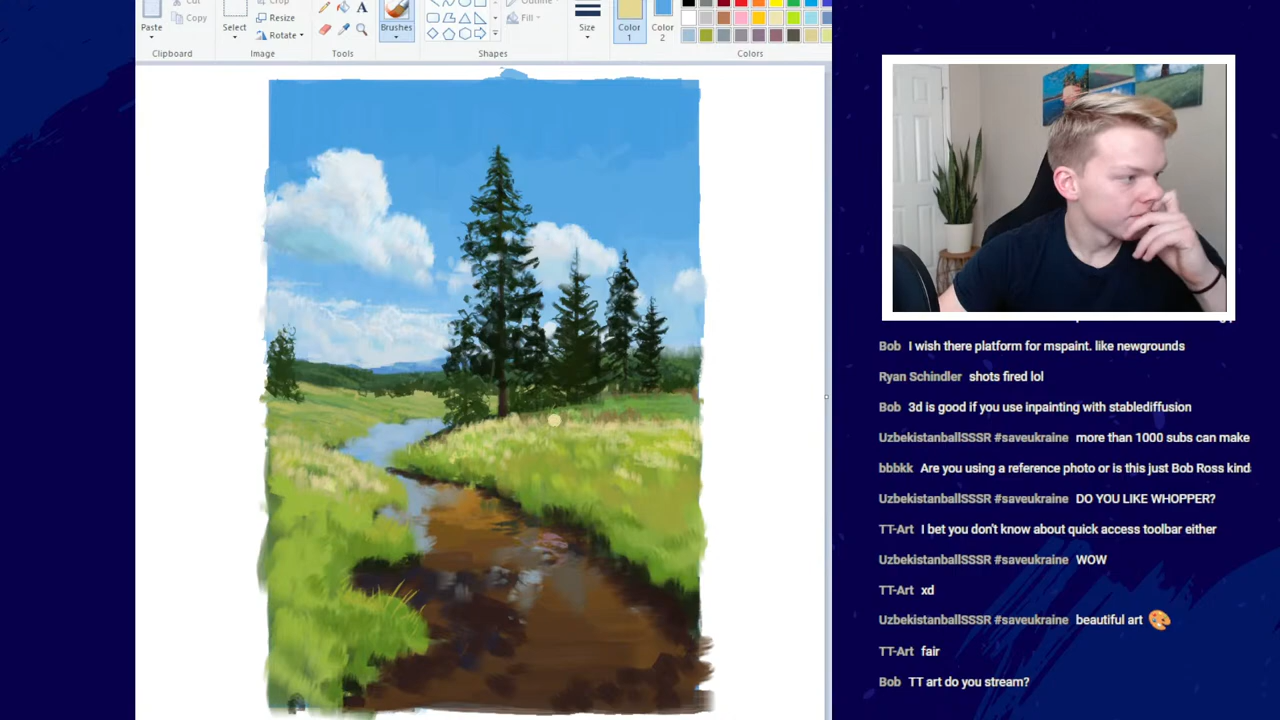 Crop
Copy
Outline
Paste
Select
Resize
Rotate
A
Brushes
Fill
Size
Color
1
Color
2
Clipboard
Image
Tools
Shapes
Colors
Bob I wish there platform for mspaint. like newgrounds
Ryan Schindler shots fired lol
Bob 3d is good if you use inpainting with stablediffusion
UzbekistanballSSSR #saveukraine more than 1000 subs can make
bbbkk Are you using a reference photo or is this just Bob Ross kind
UzbekistanballSSSR #saveukraine DO YOU LIKE WHOPPER?
TT-Art I bet you don't know about quick access toolbar either
UzbekistanballSSSR #saveukraine WOW
TT-Art xd
UzbekistanballSSSR #saveukraine beautiful art 🎨
TT-Art fair
Bob TT art do you stream?